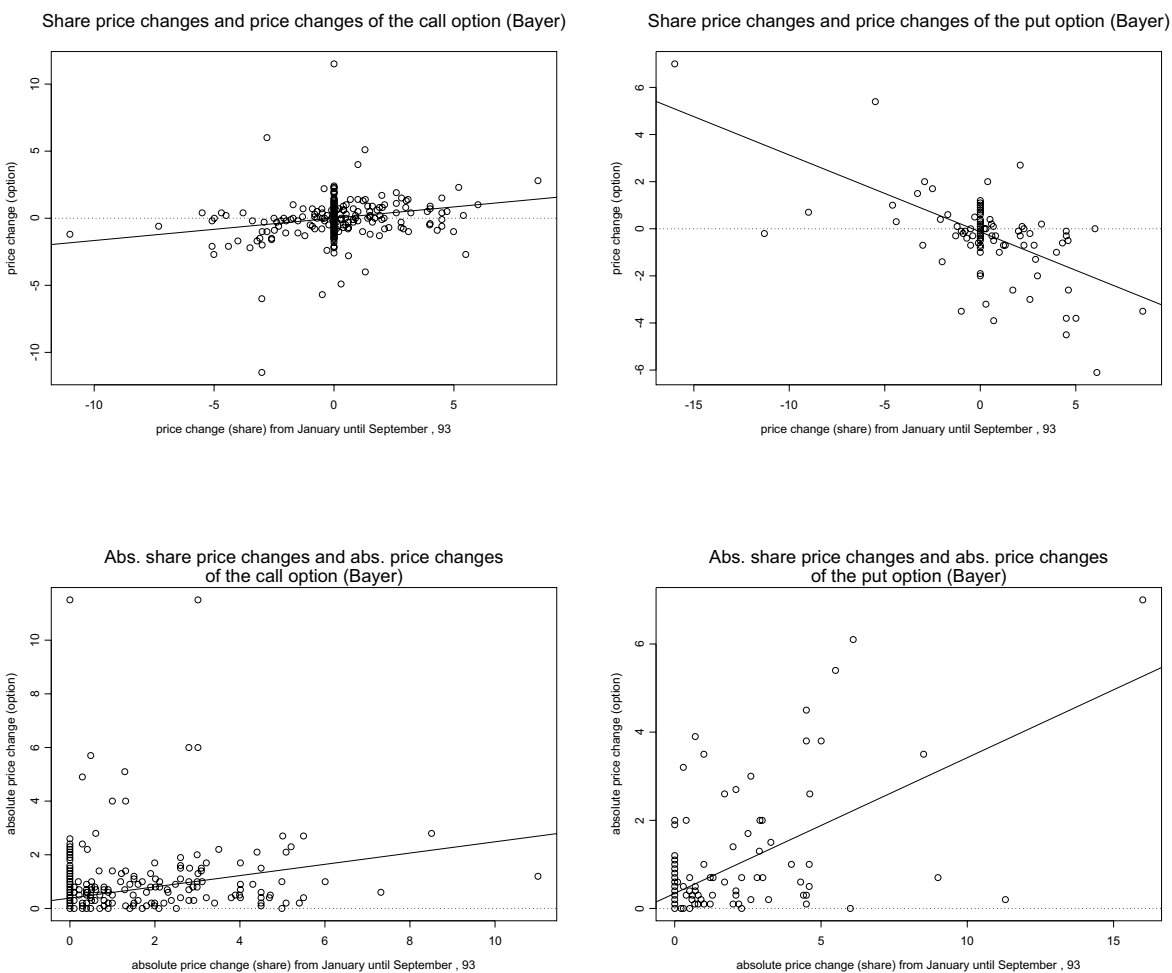 Share price changes and price changes of the call option (Bayer)
price change (option)
10
5
0
-5
-10
-10 -5 0 5
price change (share) from January until September , 93
Share price changes and price changes of the put option (Bayer)
price change (option)
6
4
2
0
-2
-4
-6
-15 -10 -5 0 5
price change (share) from January until September , 93
Abs. share price changes and abs. price changes
of the call option (Bayer)
absolute price change (option)
10
8
6
4
2
0
0 2 4 6 8 10
absolute price change (share) from January until September , 93
Abs. share price changes and abs. price changes
of the put option (Bayer)
absolute price change (option)
6
4
2
0
0 5 10 15
absolute price change (share) from January until September , 93